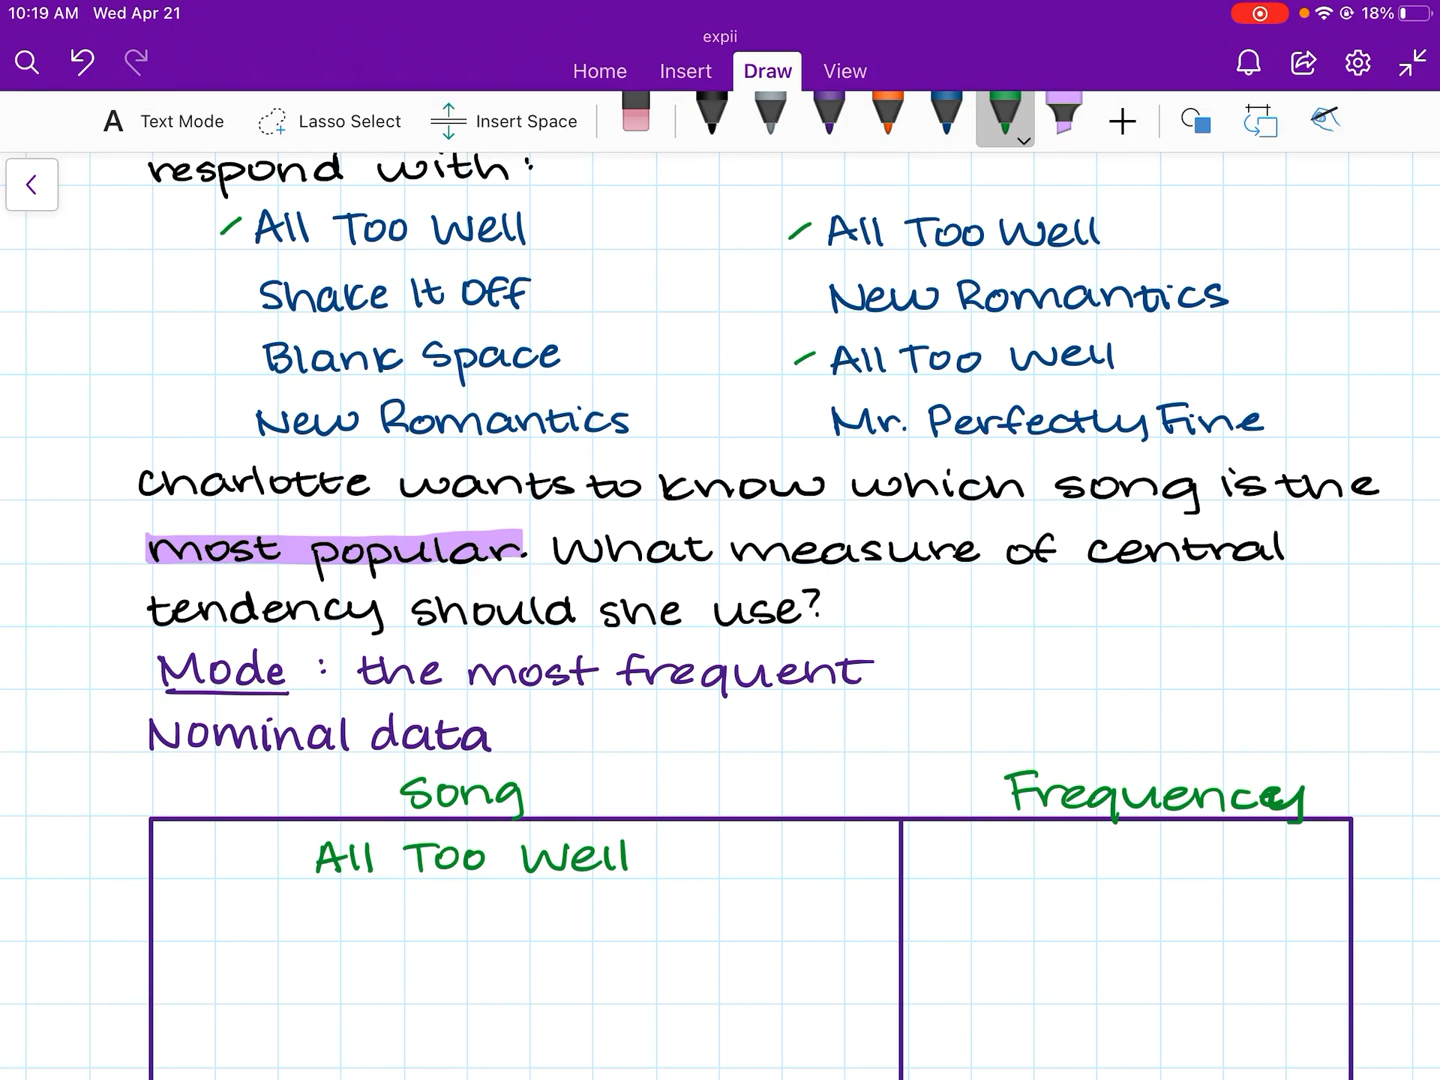 10:19 AM Wed Apr 21 18%
expii
Home Insert Draw View
A Text Mode Lasso Select Insert Space
respond with:
All Too Well
Shake It Off
Blank Space
New Romantics
All Too Well
New Romantics
All Too Well
Mr. Perfectly Fine
Charlotte wants to know which song is the
most popular. What measure of central
tendency should she use?
Mode : the most frequent
Nominal data
Song Frequency
All Too Well